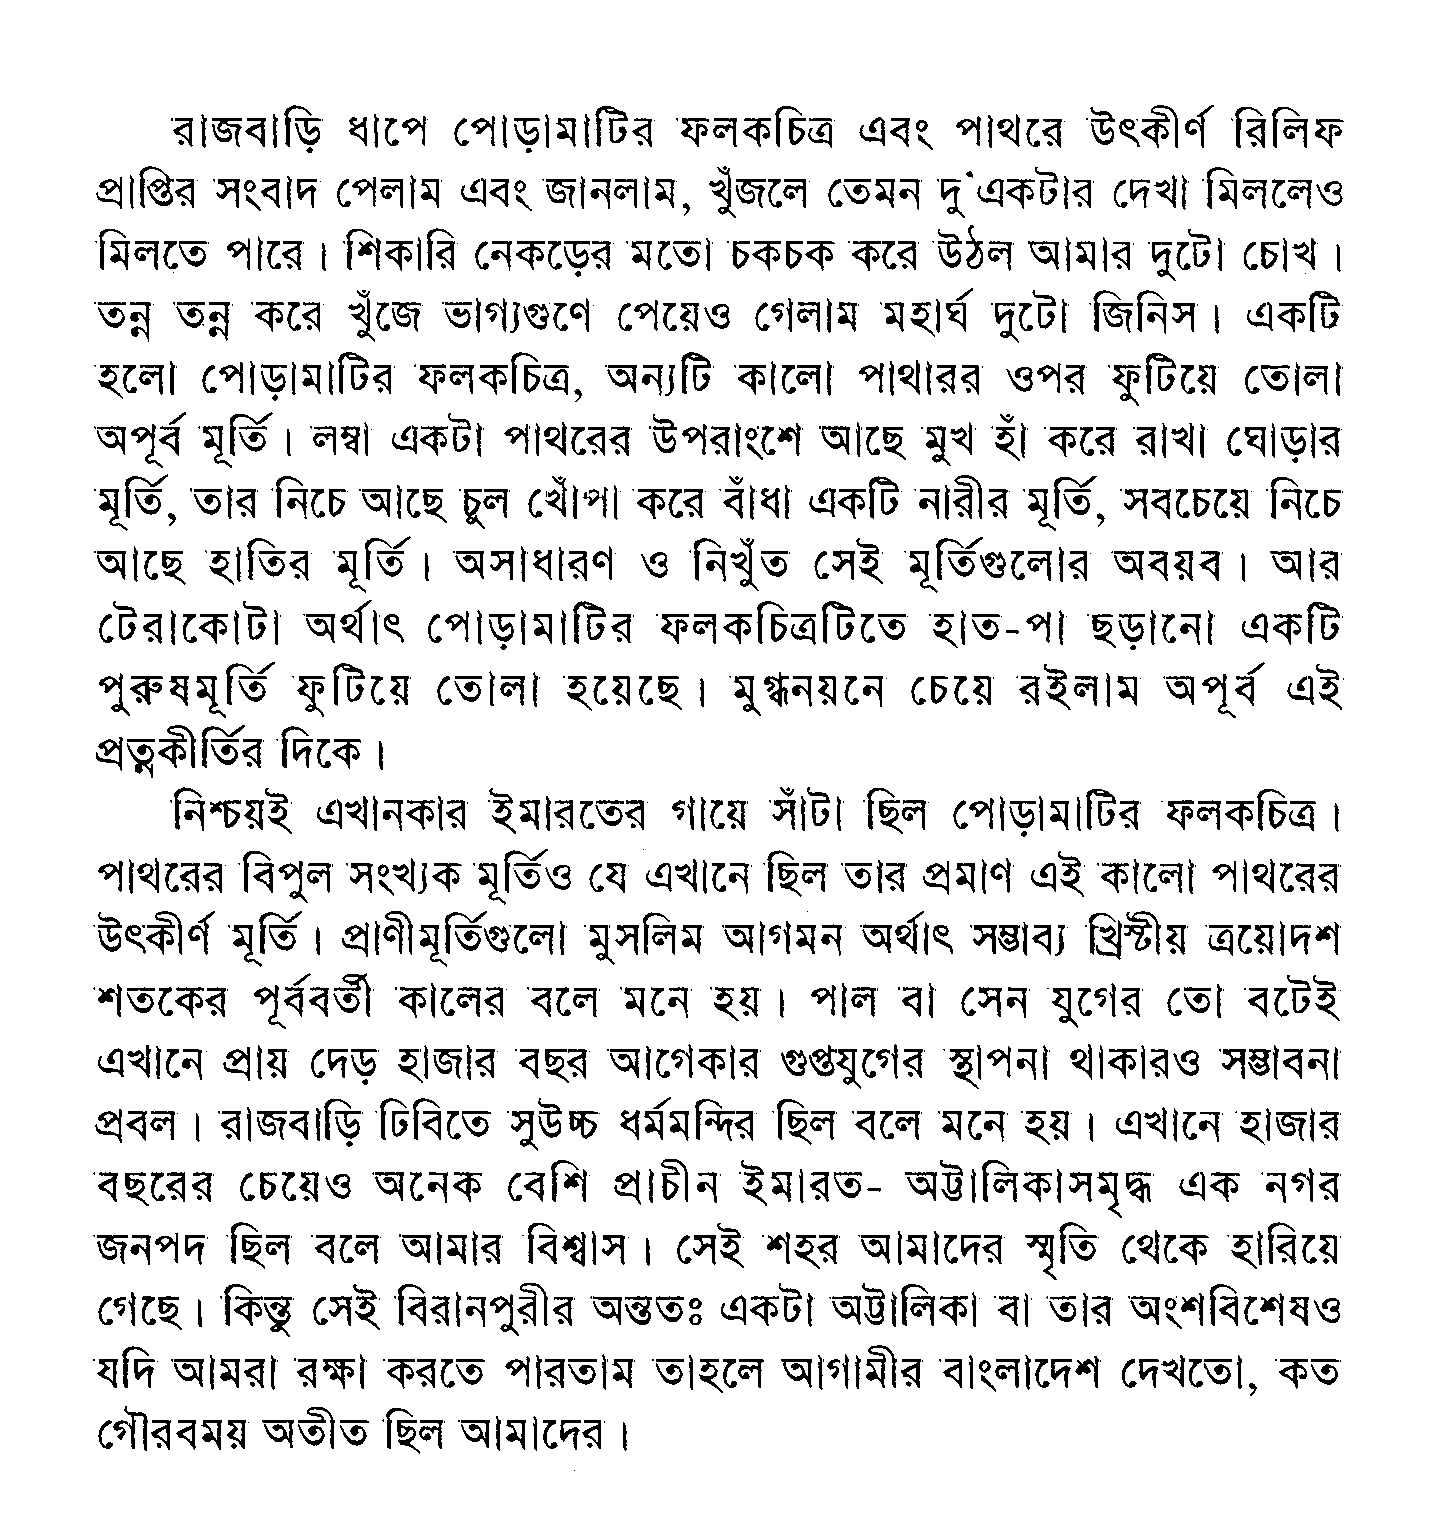 রাজবাড়ি ধাপে পোড়ামাটির ফলকচিত্র এবং পাথরে উৎকীর্ণ রিলিফ
প্রাপ্তির সংবাদ পেলাম এবং জানলাম, খুঁজলে তেমন দু'একটার দেখা মিললেও
মিলতে পারে। শিকারি নেকড়ের মতো চকচক করে উঠল আমার দুটো চোখ।
তন্ন তন্ন করে খুঁজে ভাগ্যগুণে পেয়েও গেলাম মহার্ঘ দুটো জিনিস। একটি
হলো পোড়ামাটির ফলকচিত্র, অন্যটি কালো পাথারর ওপর ফুটিয়ে তোলা
অপূর্ব মূর্তি। লম্বা একটা পাথরের উপরাংশে আছে মুখ হাঁ করে রাখা ঘোড়ার
মূর্তি, তার নিচে আছে চুল খোঁপা করে বাঁধা একটি নারীর মূর্তি, সবচেয়ে নিচে
আছে হাতির মূর্তি। অসাধারণ ও নিখুঁত সেই মূর্তিগুলোর অবয়ব। আর
টেরাকোটা অর্থাৎ পোড়ামাটির ফলকচিত্রটিতে হাত-পা ছড়ানো একটি
পুরুষমূর্তি ফুটিয়ে তোলা হয়েছে। মুগ্ধনয়নে চেয়ে রইলাম অপূর্ব এই
প্রত্নকীর্তির দিকে।
নিশ্চয়ই এখানকার ইমারতের গায়ে সাঁটা ছিল পোড়ামাটির ফলকচিত্র।
পাথরের বিপুল সংখ্যক মূর্তিও যে এখানে ছিল তার প্রমাণ এই কালো পাথরের
উৎকীর্ণ মূর্তি। প্রাণীমূর্তিগুলো মুসলিম আগমন অর্থাৎ সম্ভাব্য খ্রিস্টীয় ত্রয়োদশ
শতকের পূর্ববর্তী কালের বলে মনে হয়। পাল বা সেন যুগের তো বটেই
এখানে প্রায় দেড় হাজার বছর আগেকার গুপ্তযুগের স্থাপনা থাকারও সম্ভাবনা
প্রবল। রাজবাড়ি ঢিবিতে সুউচ্চ ধর্মমন্দির ছিল বলে মনে হয়। এখানে হাজার
বছরের চেয়েও অনেক বেশি প্রাচীন ইমারত- অট্টালিকাসমৃদ্ধ এক নগর
জনপদ ছিল বলে আমার বিশ্বাস। সেই শহর আমাদের স্মৃতি থেকে হারিয়ে
গেছে। কিন্তু সেই বিরানপুরীর অন্ততঃ একটা অট্টালিকা বা তার অংশবিশেষও
যদি আমরা রক্ষা করতে পারতাম তাহলে আগামীর বাংলাদেশ দেখতো, কত
গৌরবময় অতীত ছিল আমাদের।